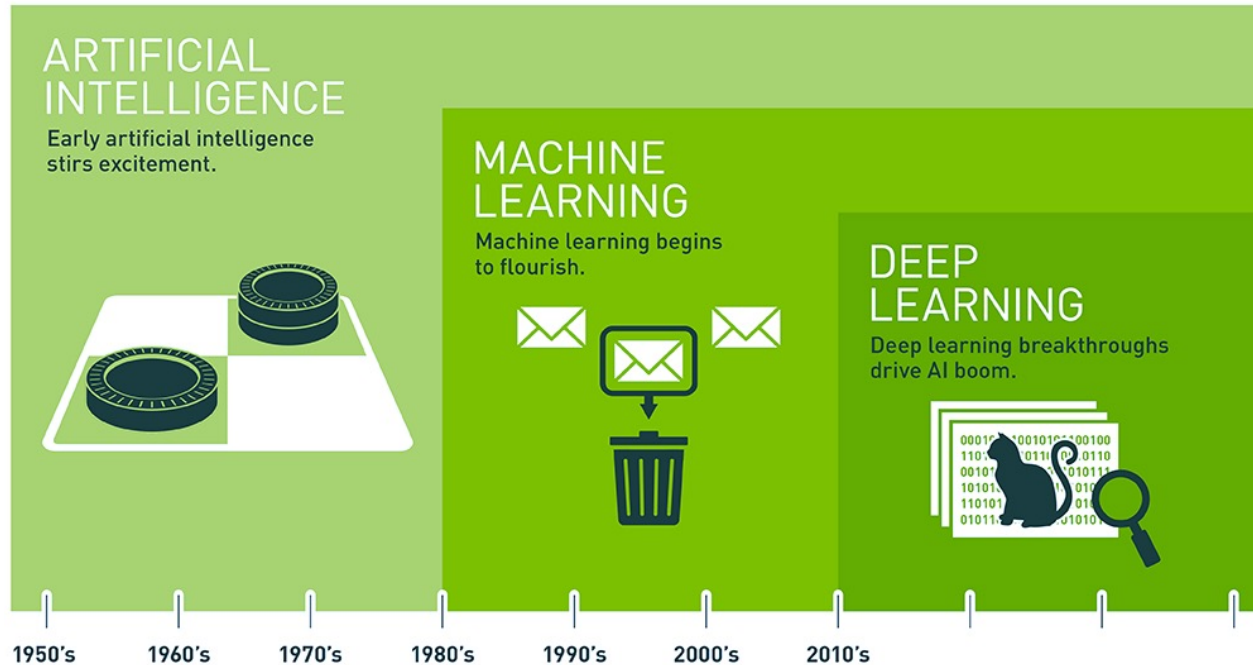 ARTIFICIAL
INTELLIGENCE
Early artificial intelligence
stirs excitement.
MACHINE
LEARNING
Machine learning begins
to flourish.
DEEP
LEARNING
Deep learning breakthroughs
drive AI boom.
1950's
1960's
1970's
1980's
1990's
2000's
2010's